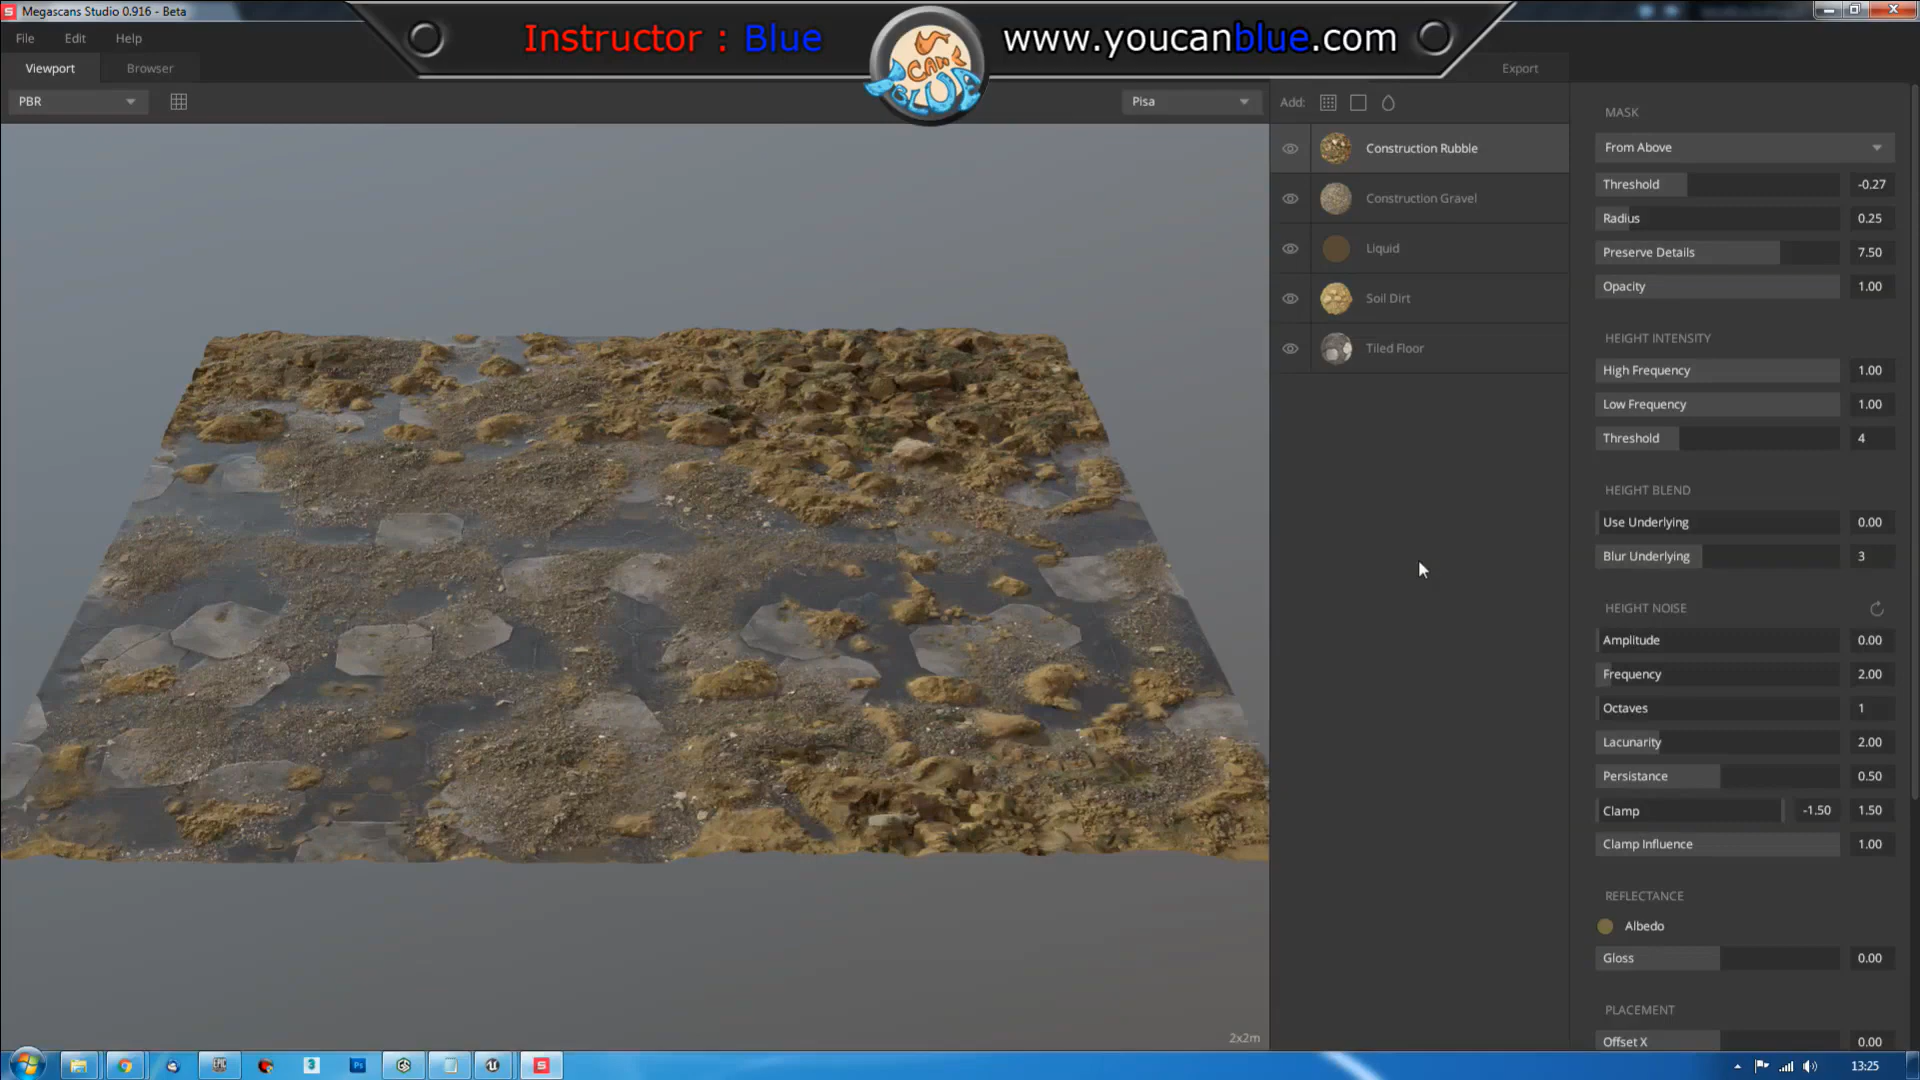 Megascans Studio 0.916 - Beta
Instructor : Blue
CAN
BLUE
www.youcanblue.com
File
Edit
Help
Viewport
Browser
Export
PBR
Pisa
Add:
Construction Rubble
Construction Gravel
Liquid
Soil Dirt
Tiled Floor
MASK
From Above
Threshold -0.27
Radius 0.25
Preserve Details 7.50
Opacity 1.00
HEIGHT INTENSITY
High Frequency 1.00
Low Frequency 1.00
Threshold 4
HEIGHT BLEND
Use Underlying 0.00
Blur Underlying 3
HEIGHT NOISE
Amplitude 0.00
Frequency 2.00
Octaves 1
Lacunarity 2.00
Persistance 0.50
Clamp -1.50 1.50
Clamp Influence 1.00
REFLECTANCE
Albedo
Gloss 0.00
PLACEMENT
Offset X 0.00
2x2m
EPIC
Ps
S
13:25